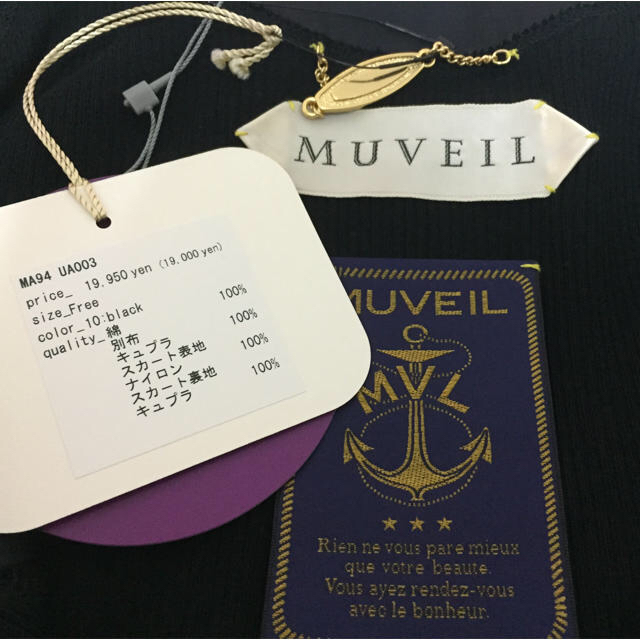 MUVEIL
MA94 UA003
price_ 19.950 yen (19.000 yen)
size_Free
color_10:black
quality_綿 100%
別布
キュプラ 100%
スカート表地
ナイロン 100%
スカート裏地
キュプラ 100%
MUVEIL
MVL
Rien ne vous pare mieux
que votre beaute.
Vous ayez rendez-vous
avec le bonheur.